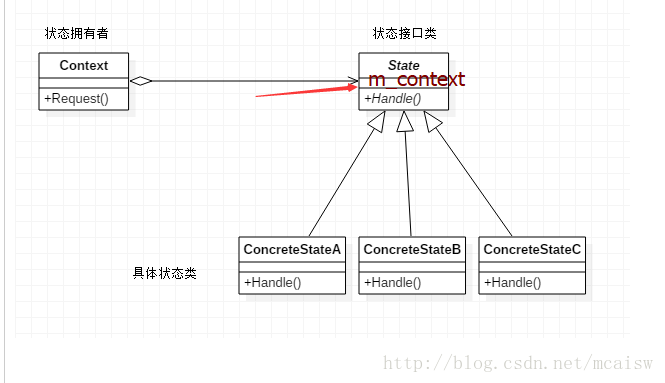 状态拥有者
状态接口类
Context
State
m_context
+Request()
+Handle()
ConcreteStateA
ConcreteStateB
ConcreteStateC
具体状态类
+Handle()
+Handle()
+Handle()
http://blog.csdn.net/mcaisw